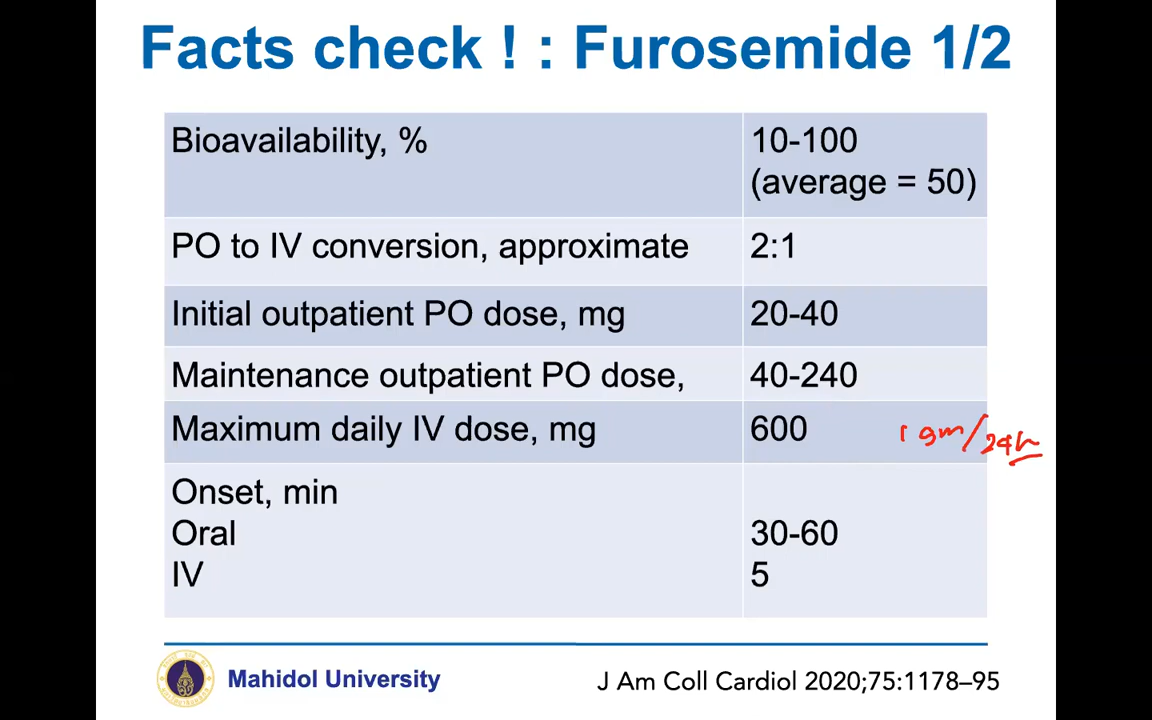 Facts check ! : Furosemide 1/2
Bioavailability, % 10-100
(average = 50)
PO to IV conversion, approximate 2:1
Initial outpatient PO dose, mg 20-40
Maintenance outpatient PO dose, 40-240
Maximum daily IV dose, mg 600 1 gm/24h
Onset, min
Oral 30-60
IV 5
Mahidol University J Am Coll Cardiol 2020;75:1178–95